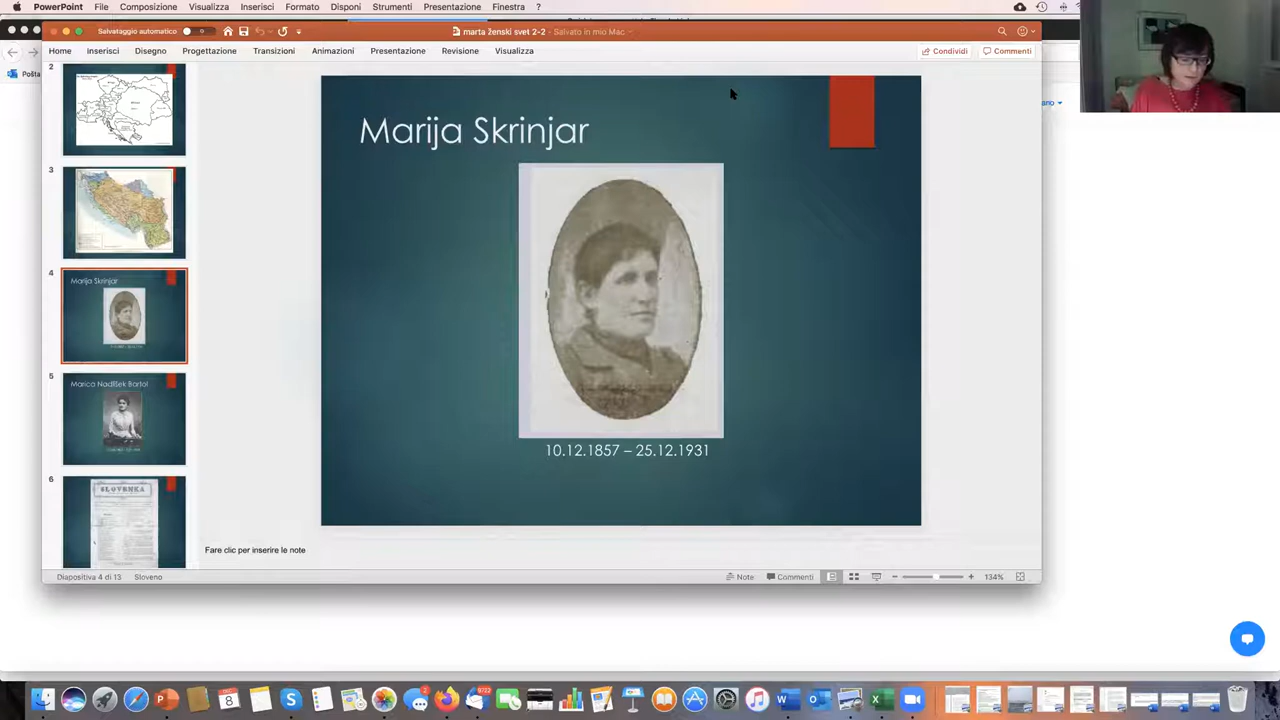 PowerPoint File Composizione Visualizza Inserisci Formato Disponi Strumenti Presentazione Finestra ?
Salvataggio automatico
marta ženski svet 2-2 - Salvato in mio Mac
Home Inserisci Disegno Progettazione Transizioni Animazioni Presentazione Revisione Visualizza
Condividi Commenti
Pošta
2
3
4
Marija Skrinjar
5
Marica Nadlišek Bartol
6
SLOVENKA
Marija Skrinjar
10.12.1857 – 25.12.1931
Fare clic per inserire le note
Diapositiva 4 di 13 Sloveno
Note Commenti 134%
8
2